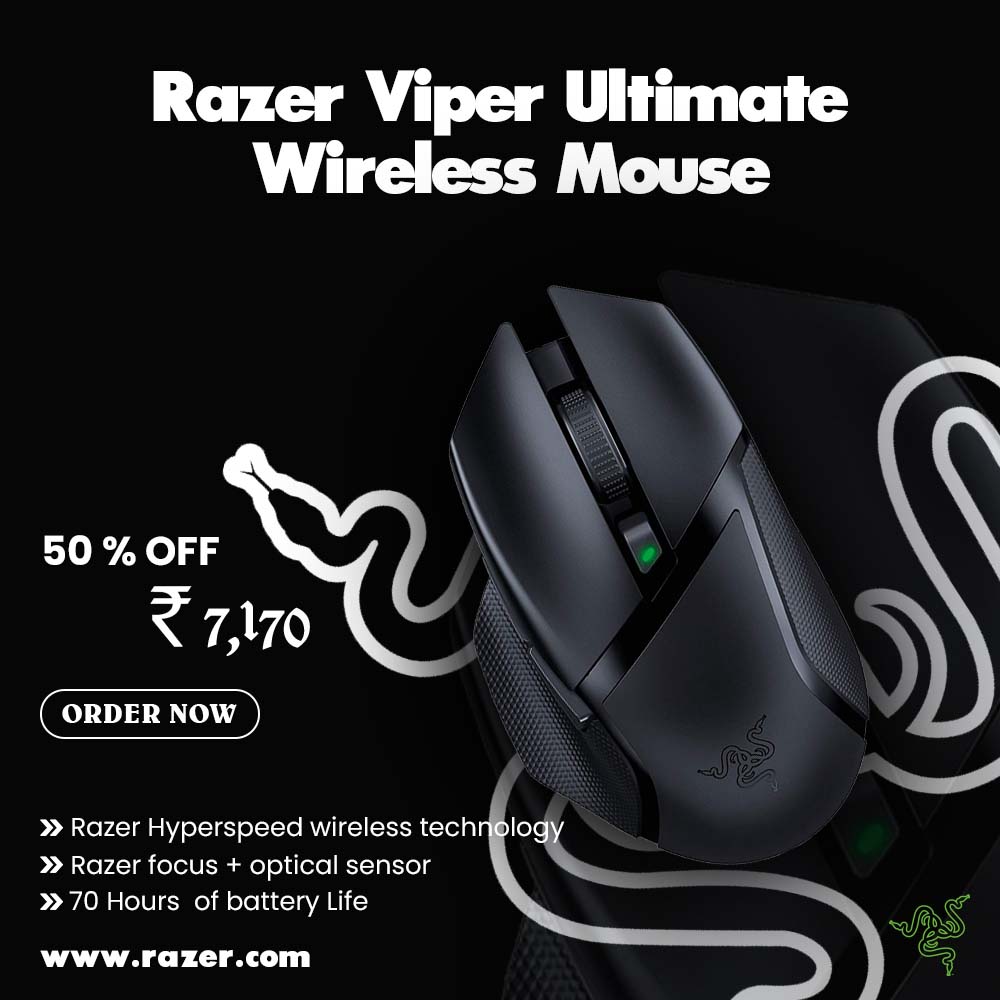 Razer Viper Ultimate
Wireless Mouse
50 % OFF
₹ 7,170
ORDER NOW
» Razer Hyperspeed wireless technology
» Razer focus + optical sensor
» 70 Hours of battery Life
www.razer.com